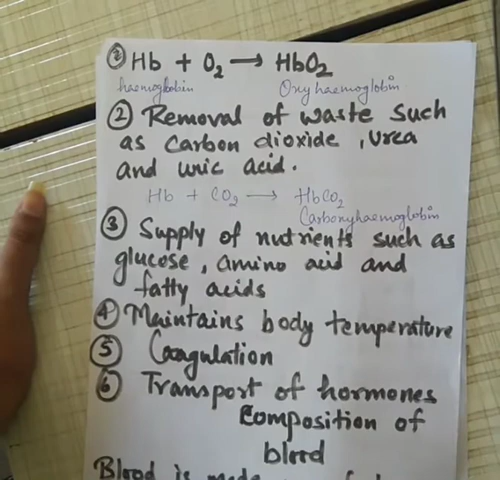 ① Hb + O₂ → HbO₂
haemoglobin Oxyhaemoglobin
② Removal of waste such
as carbon dioxide, urea
and uric acid.
Hb + CO₂ → HbCO₂
Carboxyhaemoglobin
③ Supply of nutrients such as
glucose, amino acid and
fatty acids
④ Maintains body temperature
⑤ Coagulation
⑥ Transport of hormones
Composition of
blood
Blood is made